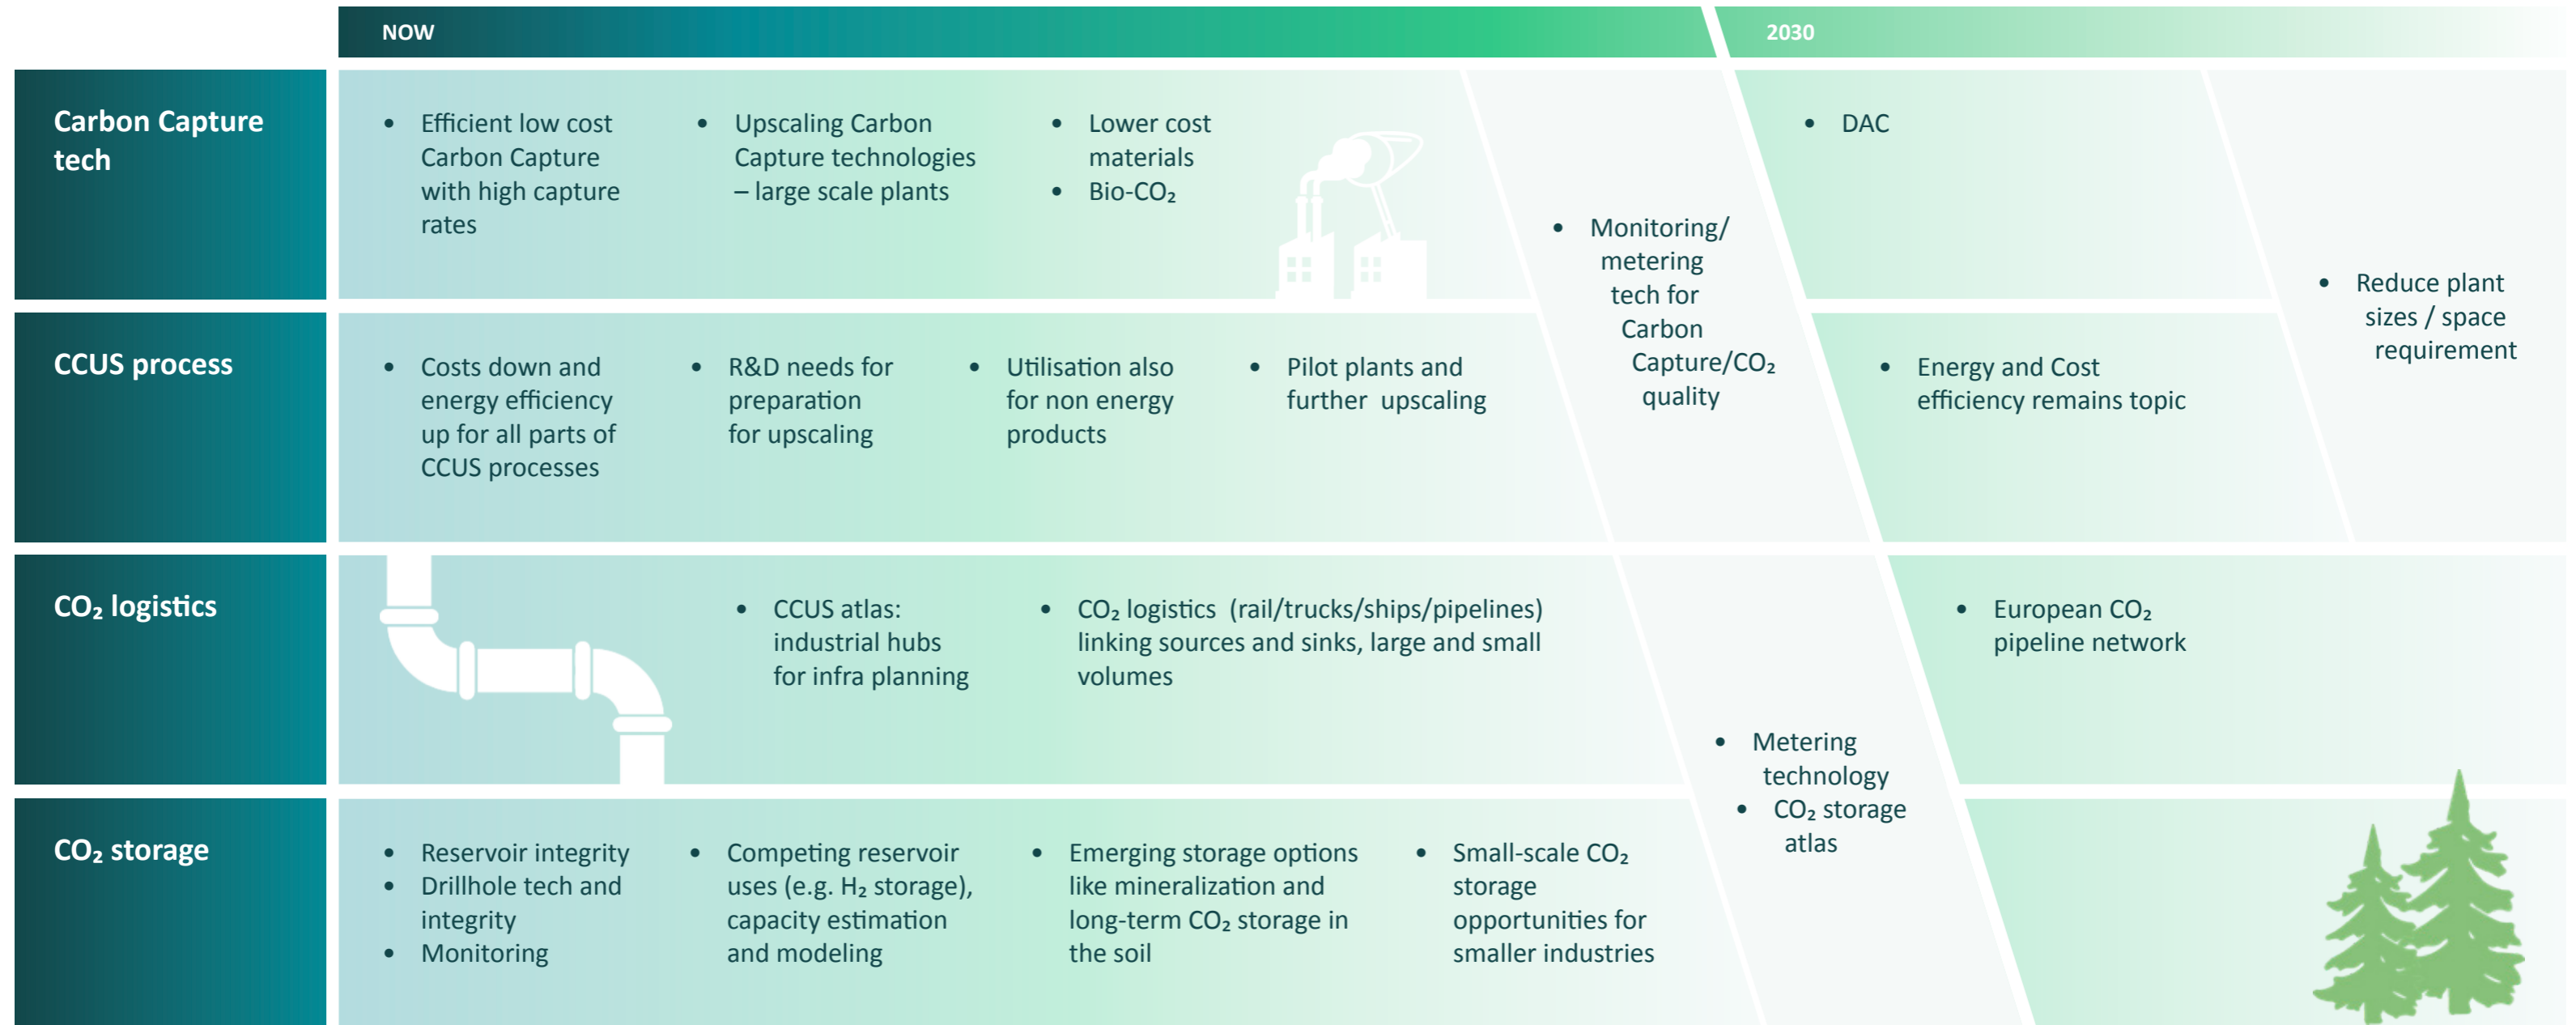 NOW
2030
Carbon Capture
tech
• Efficient low cost
Carbon Capture
with high capture
rates
• Upscaling Carbon
Capture technologies
– large scale plants
• Lower cost
materials
• Bio-CO₂
• Monitoring/
metering
tech for
Carbon
Capture/CO₂
quality
• DAC
• Reduce plant
sizes / space
requirement
CCUS process
• Costs down and
energy efficiency
up for all parts of
CCUS processes
• R&D needs for
preparation
for upscaling
• Utilisation also
for non energy
products
• Pilot plants and
further upscaling
• Energy and Cost
efficiency remains topic
CO₂ logistics
• CCUS atlas:
industrial hubs
for infra planning
• CO₂ logistics (rail/trucks/ships/pipelines)
linking sources and sinks, large and small
volumes
• Metering
technology
• CO₂ storage
atlas
• European CO₂
pipeline network
CO₂ storage
• Reservoir integrity
• Drillhole tech and
integrity
• Monitoring
• Competing reservoir
uses (e.g. H₂ storage),
capacity estimation
and modeling
• Emerging storage options
like mineralization and
long-term CO₂ storage in
the soil
• Small-scale CO₂
storage
opportunities for
smaller industries